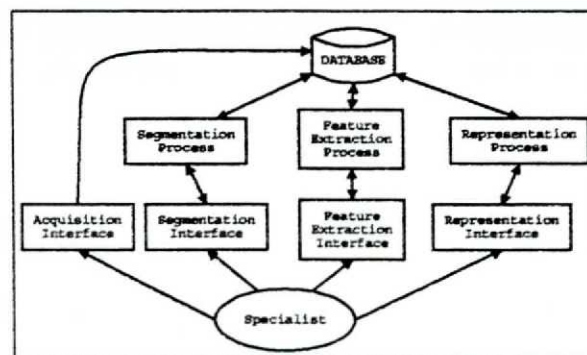 DATABASE
Segmentation
Process
Feature
Extraction
Process
Representation
Process
Acquisition
Interface
Segmentation
Interface
Feature
Extraction
Interface
Representation
Interface
Specialist